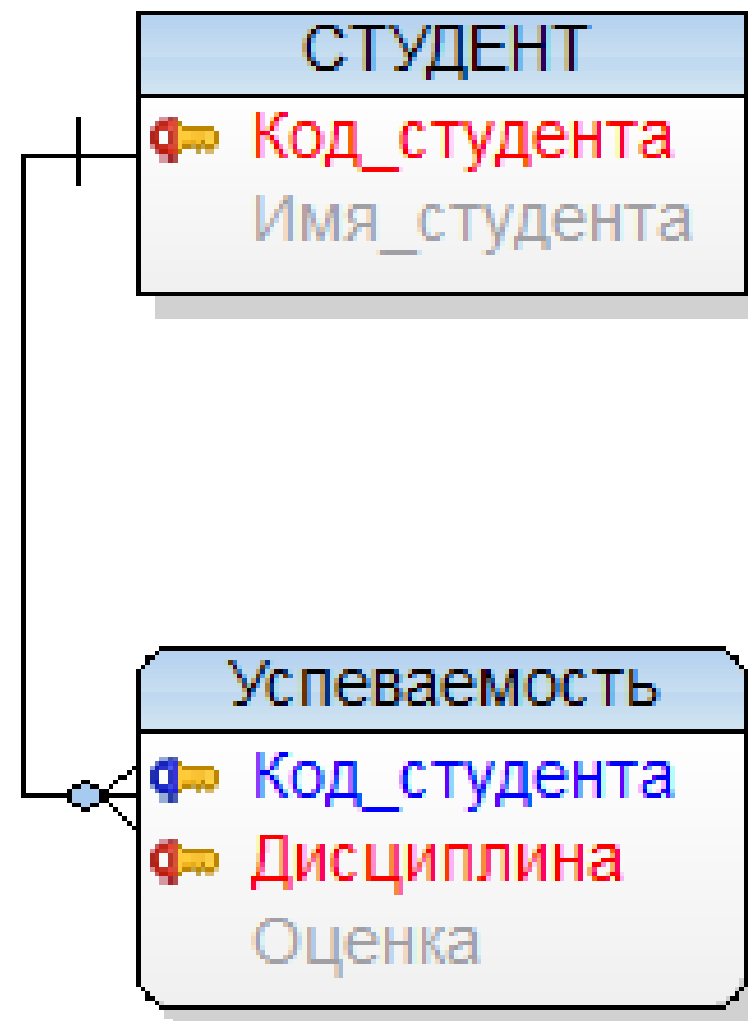 СТУДЕНТ
Код_студента
Имя_студента
Успеваемость
Код_студента
Дисциплина
Оценка